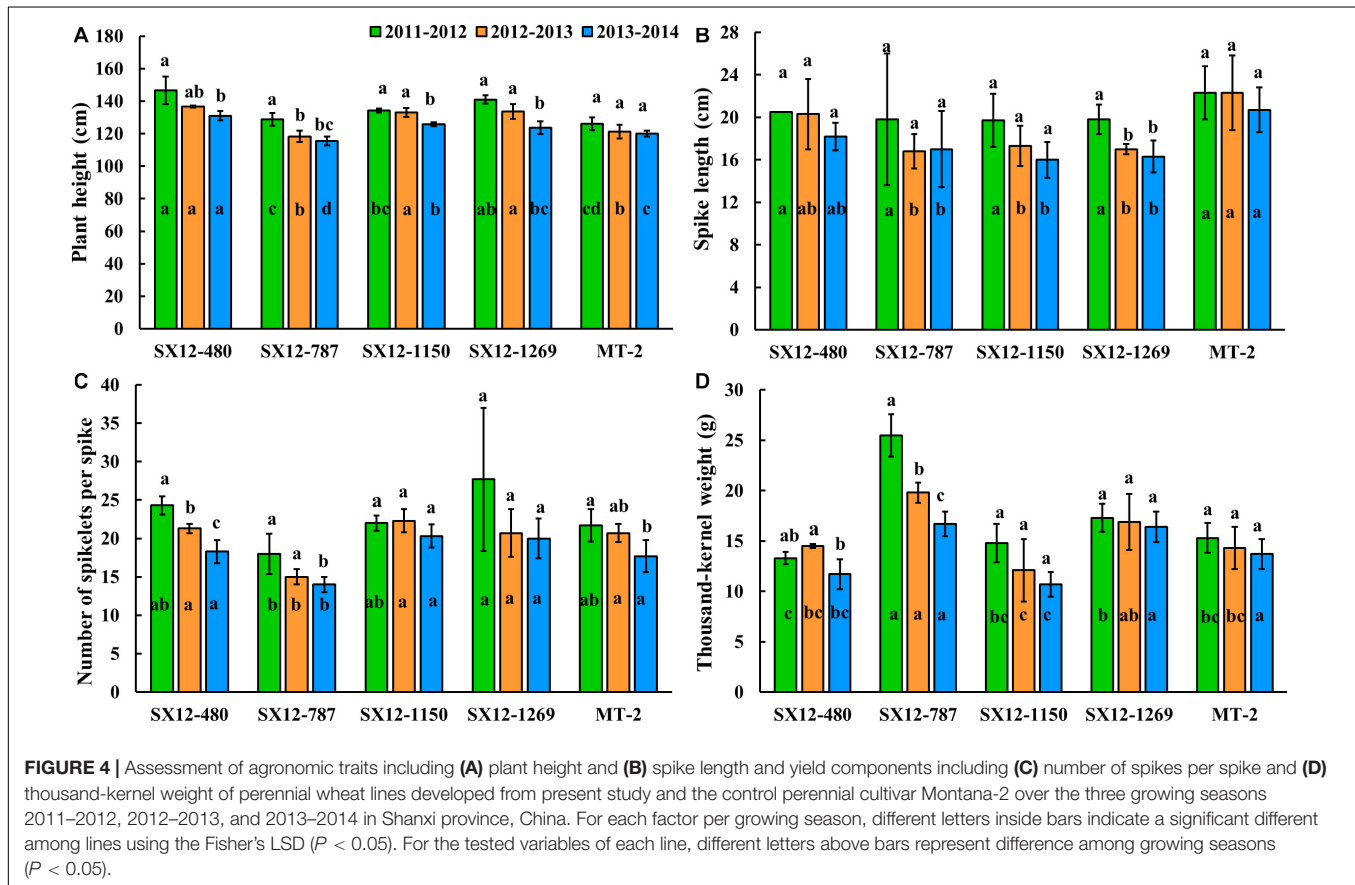 A
2011-2012 2012-2013 2013-2014
180
160
140
120
100
80
60
40
20
0
Plant height (cm)
a ab b
a b bc
a a b
a a b
a a a
a a a
c b d
bc a b
ab a bc
cd b c
SX12-480 SX12-787 SX12-1150 SX12-1269 MT-2
B
28
24
20
16
12
8
4
0
Spike length (cm)
a a a
a a a
a a a
a b b
a a a
a ab ab
a b b
a b b
a b b
a a a
SX12-480 SX12-787 SX12-1150 SX12-1269 MT-2
C
40
35
30
25
20
15
10
5
0
Number of spikelets per spike
a b c
a a b
a a a
a a a
a ab b
ab a a
b b b
ab a a
a a a
ab a a
SX12-480 SX12-787 SX12-1150 SX12-1269 MT-2
D
30
25
20
15
10
5
0
Thousand-kernel weight (g)
ab a b
a b c
a a a
a a a
a a a
c bc bc
a a a
bc c c
b ab a
bc bc a
SX12-480 SX12-787 SX12-1150 SX12-1269 MT-2
FIGURE 4 | Assessment of agronomic traits including (A) plant height and (B) spike length and yield components including (C) number of spikes per spike and (D)
thousand-kernel weight of perennial wheat lines developed from present study and the control perennial cultivar Montana-2 over the three growing seasons
2011–2012, 2012–2013, and 2013–2014 in Shanxi province, China. For each factor per growing season, different letters inside bars indicate a significant different
among lines using the Fisher's LSD (P < 0.05). For the tested variables of each line, different letters above bars represent difference among growing seasons
(P < 0.05).